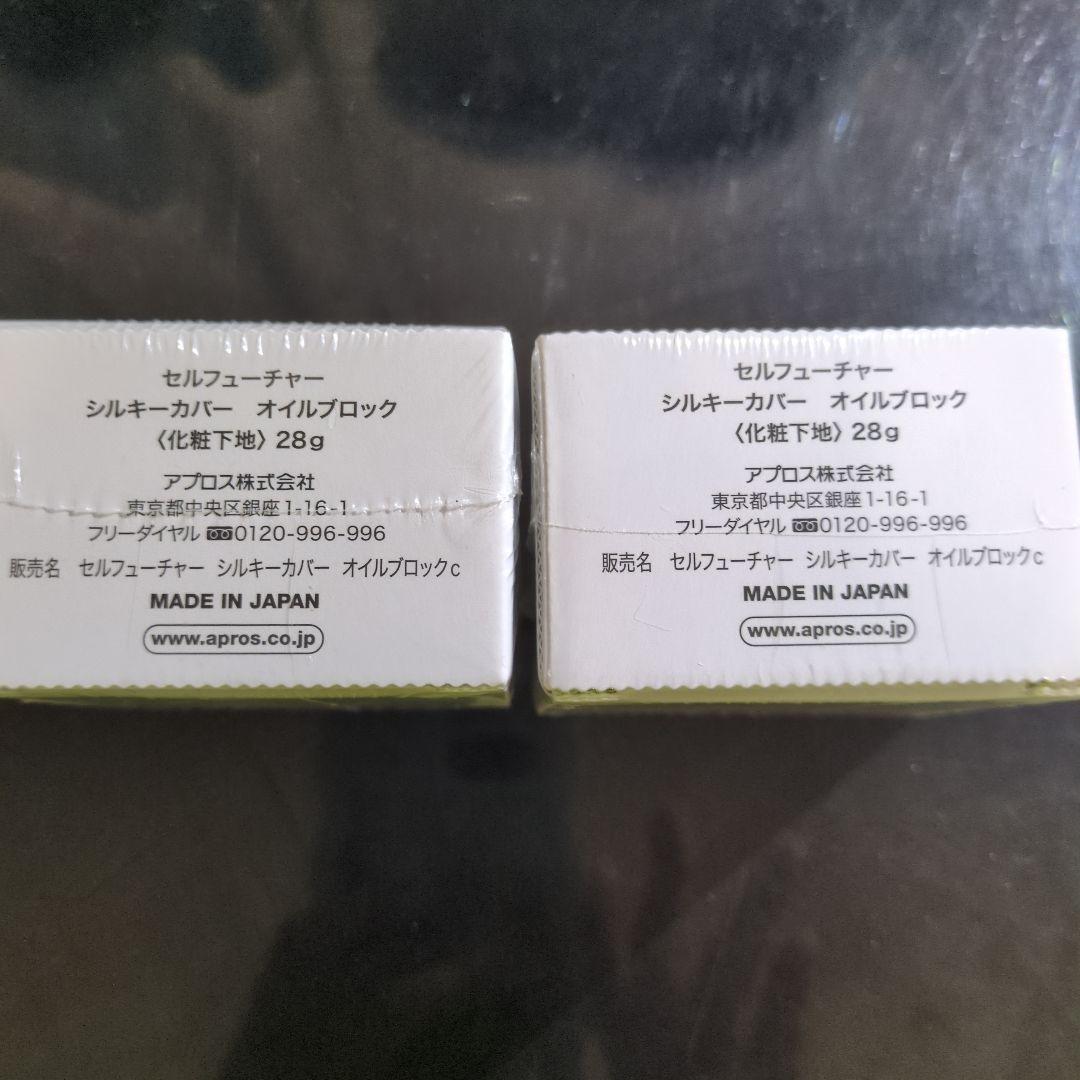 セルフューチャー
シルキーカバー　オイルブロック
〈化粧下地〉28g
アプロス株式会社
東京都中央区銀座1-16-1
フリーダイヤル 0120-996-996
販売名　セルフューチャー　シルキーカバー　オイルブロックc
MADE IN JAPAN
www.apros.co.jp
セルフューチャー
シルキーカバー　オイルブロック
〈化粧下地〉28g
アプロス株式会社
東京都中央区銀座1-16-1
フリーダイヤル 0120-996-996
販売名　セルフューチャー　シルキーカバー　オイルブロックc
MADE IN JAPAN
www.apros.co.jp